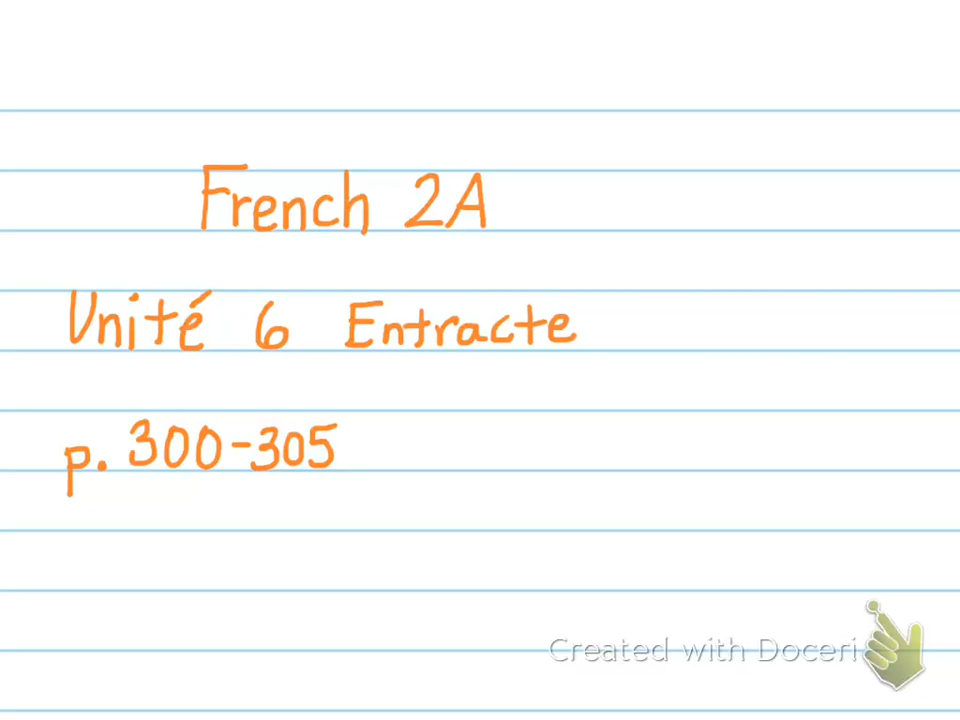 French 2A
Unité 6 Entracte
p. 300-305
Created with Doceri